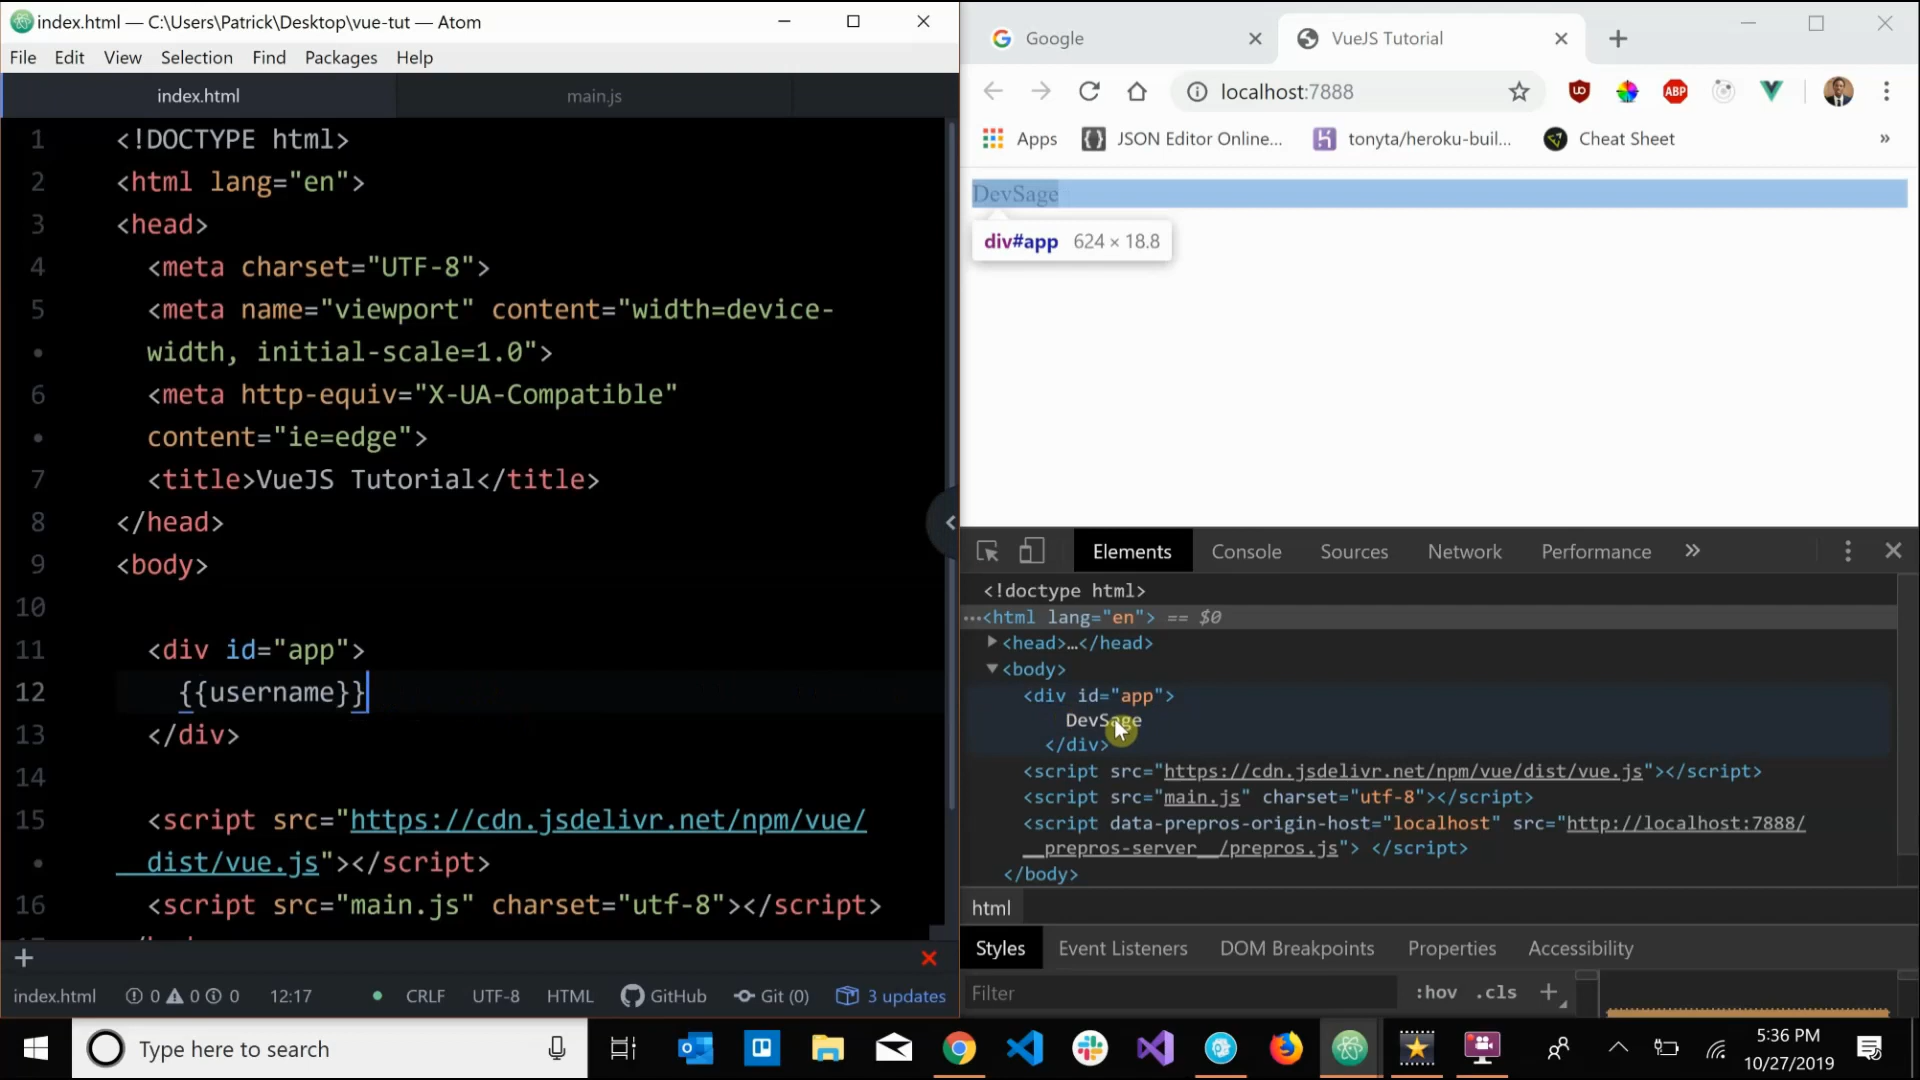 index.html — C:\Users\Patrick\Desktop\vue-tut — Atom
File Edit View Selection Find Packages Help
index.html main.js
1 <!DOCTYPE html>
2 <html lang="en">
3 <head>
4 <meta charset="UTF-8">
5 <meta name="viewport" content="width=device-
• width, initial-scale=1.0">
6 <meta http-equiv="X-UA-Compatible"
• content="ie=edge">
7 <title>VueJS Tutorial</title>
8 </head>
9 <body>
10
11 <div id="app">
12 {{username}}
13 </div>
14
15 <script src="https://cdn.jsdelivr.net/npm/vue/
• dist/vue.js"></script>
16 <script src="main.js" charset="utf-8"></script>
index.html 0 0 0 12:17 CRLF UTF-8 HTML GitHub Git (0) 3 updates
Google VueJS Tutorial
localhost:7888 ABP
Apps JSON Editor Online... tonyta/heroku-buil... Cheat Sheet »
DevSage
div#app 624 × 18.8
Elements Console Sources Network Performance »
<!doctype html>
...<html lang="en"> == $0
<head>…</head>
<body>
<div id="app">
DevSage
</div>
<script src="https://cdn.jsdelivr.net/npm/vue/dist/vue.js"></script>
<script src="main.js" charset="utf-8"></script>
<script data-prepros-origin-host="localhost" src="http://localhost:7888/
__prepros-server__/prepros.js"> </script>
</body>
html
Styles Event Listeners DOM Breakpoints Properties Accessibility
Filter :hov .cls +
Type here to search
5:36 PM
10/27/2019